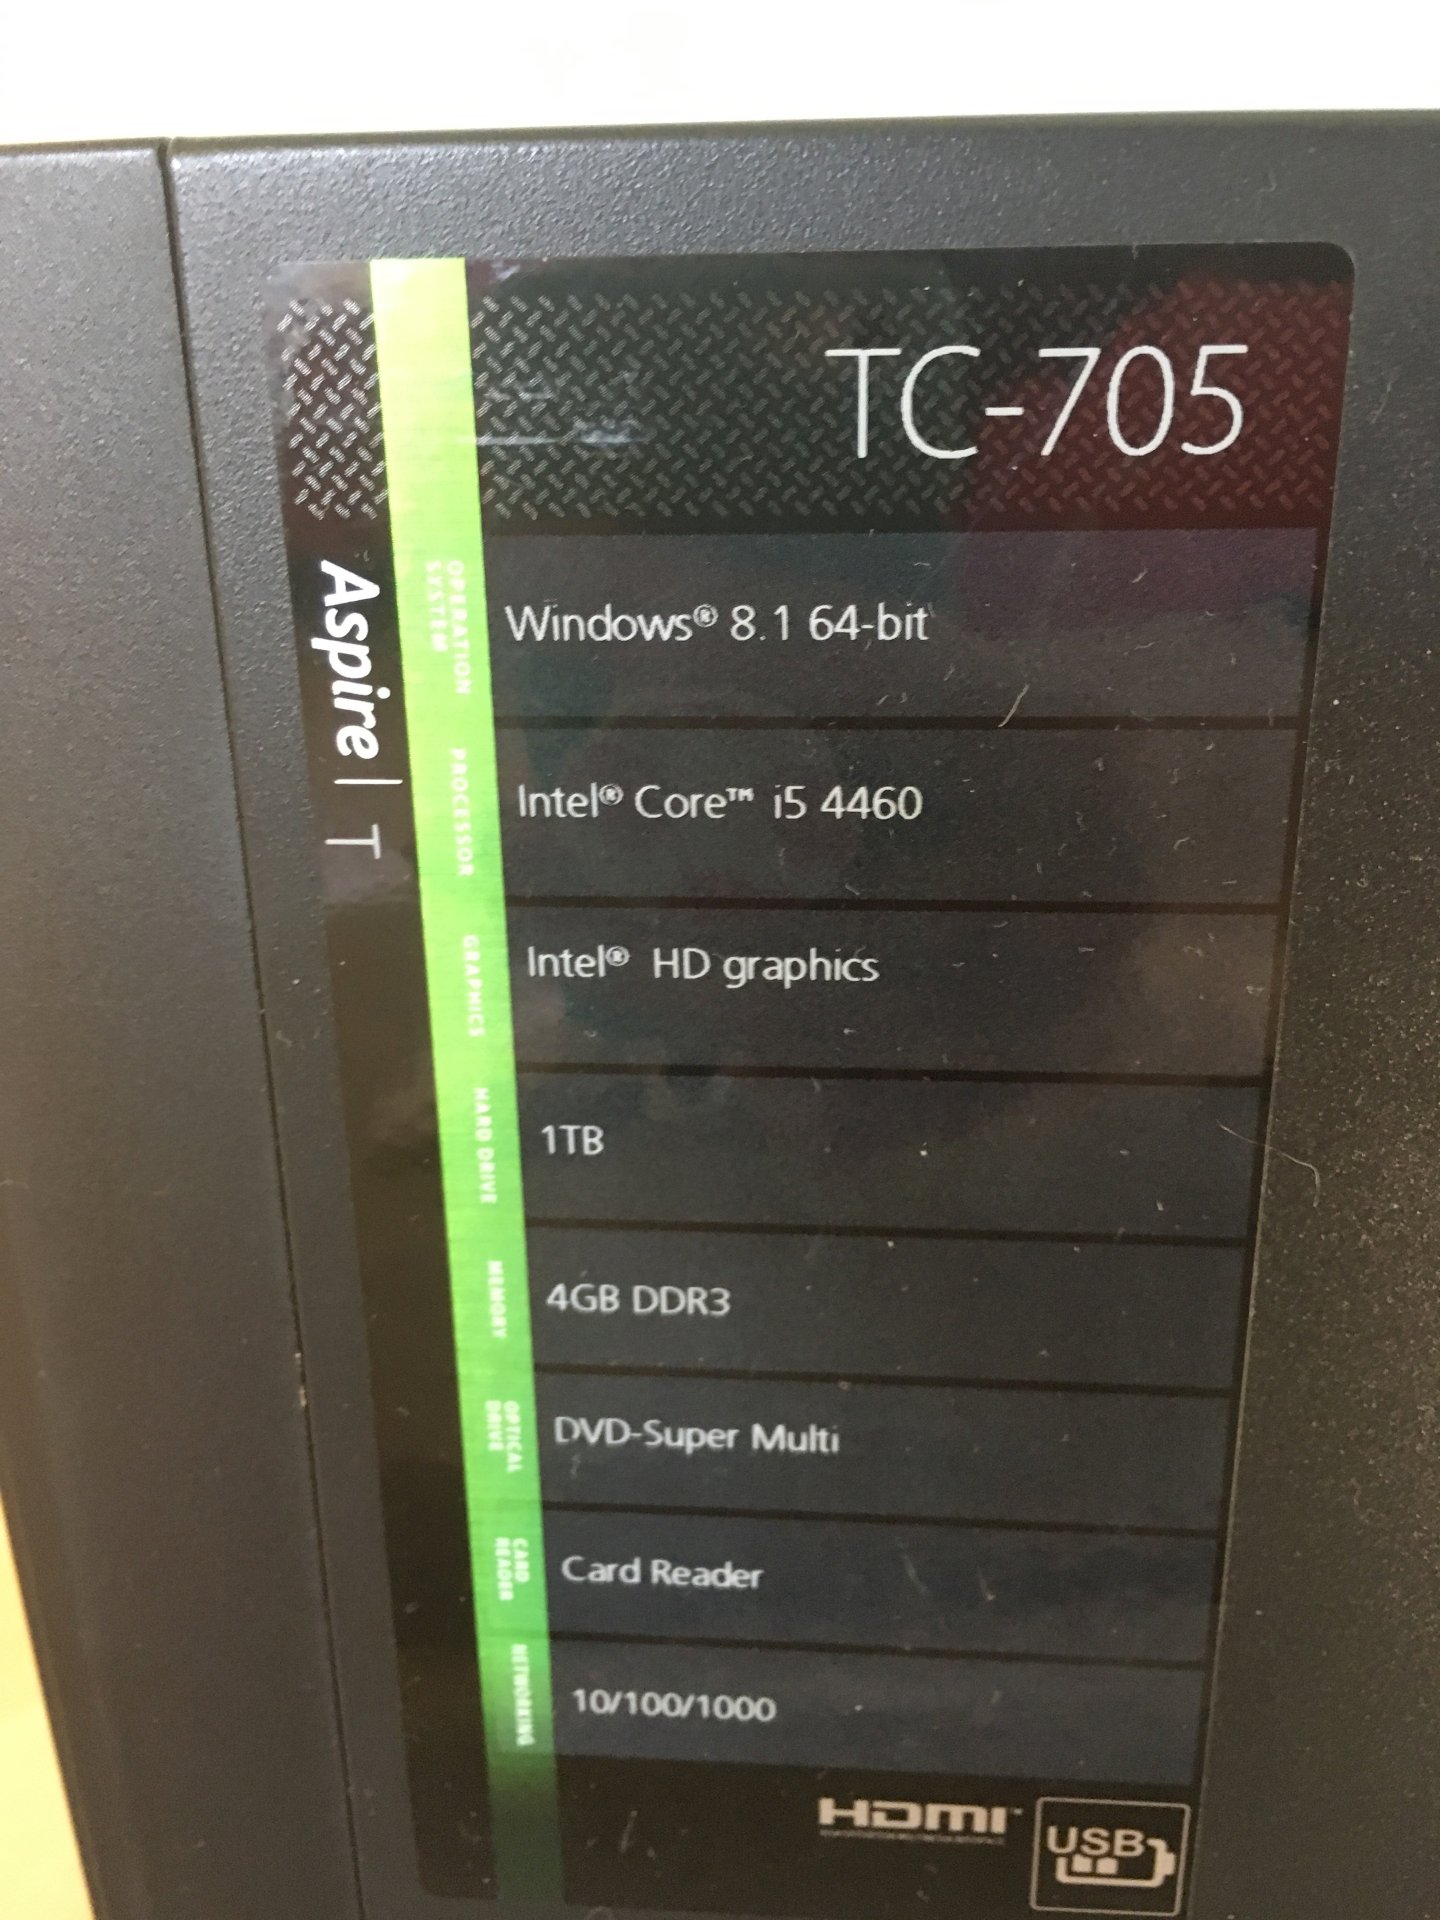 TC-705
Aspire | T
OPERATION
SYSTEM
Windows® 8.1 64-bit
PROCESSOR
Intel® Core™ i5 4460
GRAPHICS
Intel® HD graphics
HARD DRIVE
1TB
MEMORY
4GB DDR3
OPTICAL
DRIVE
DVD-Super Multi
CARD
READER
Card Reader
NETWORKING
10/100/1000
HDMI™
USB